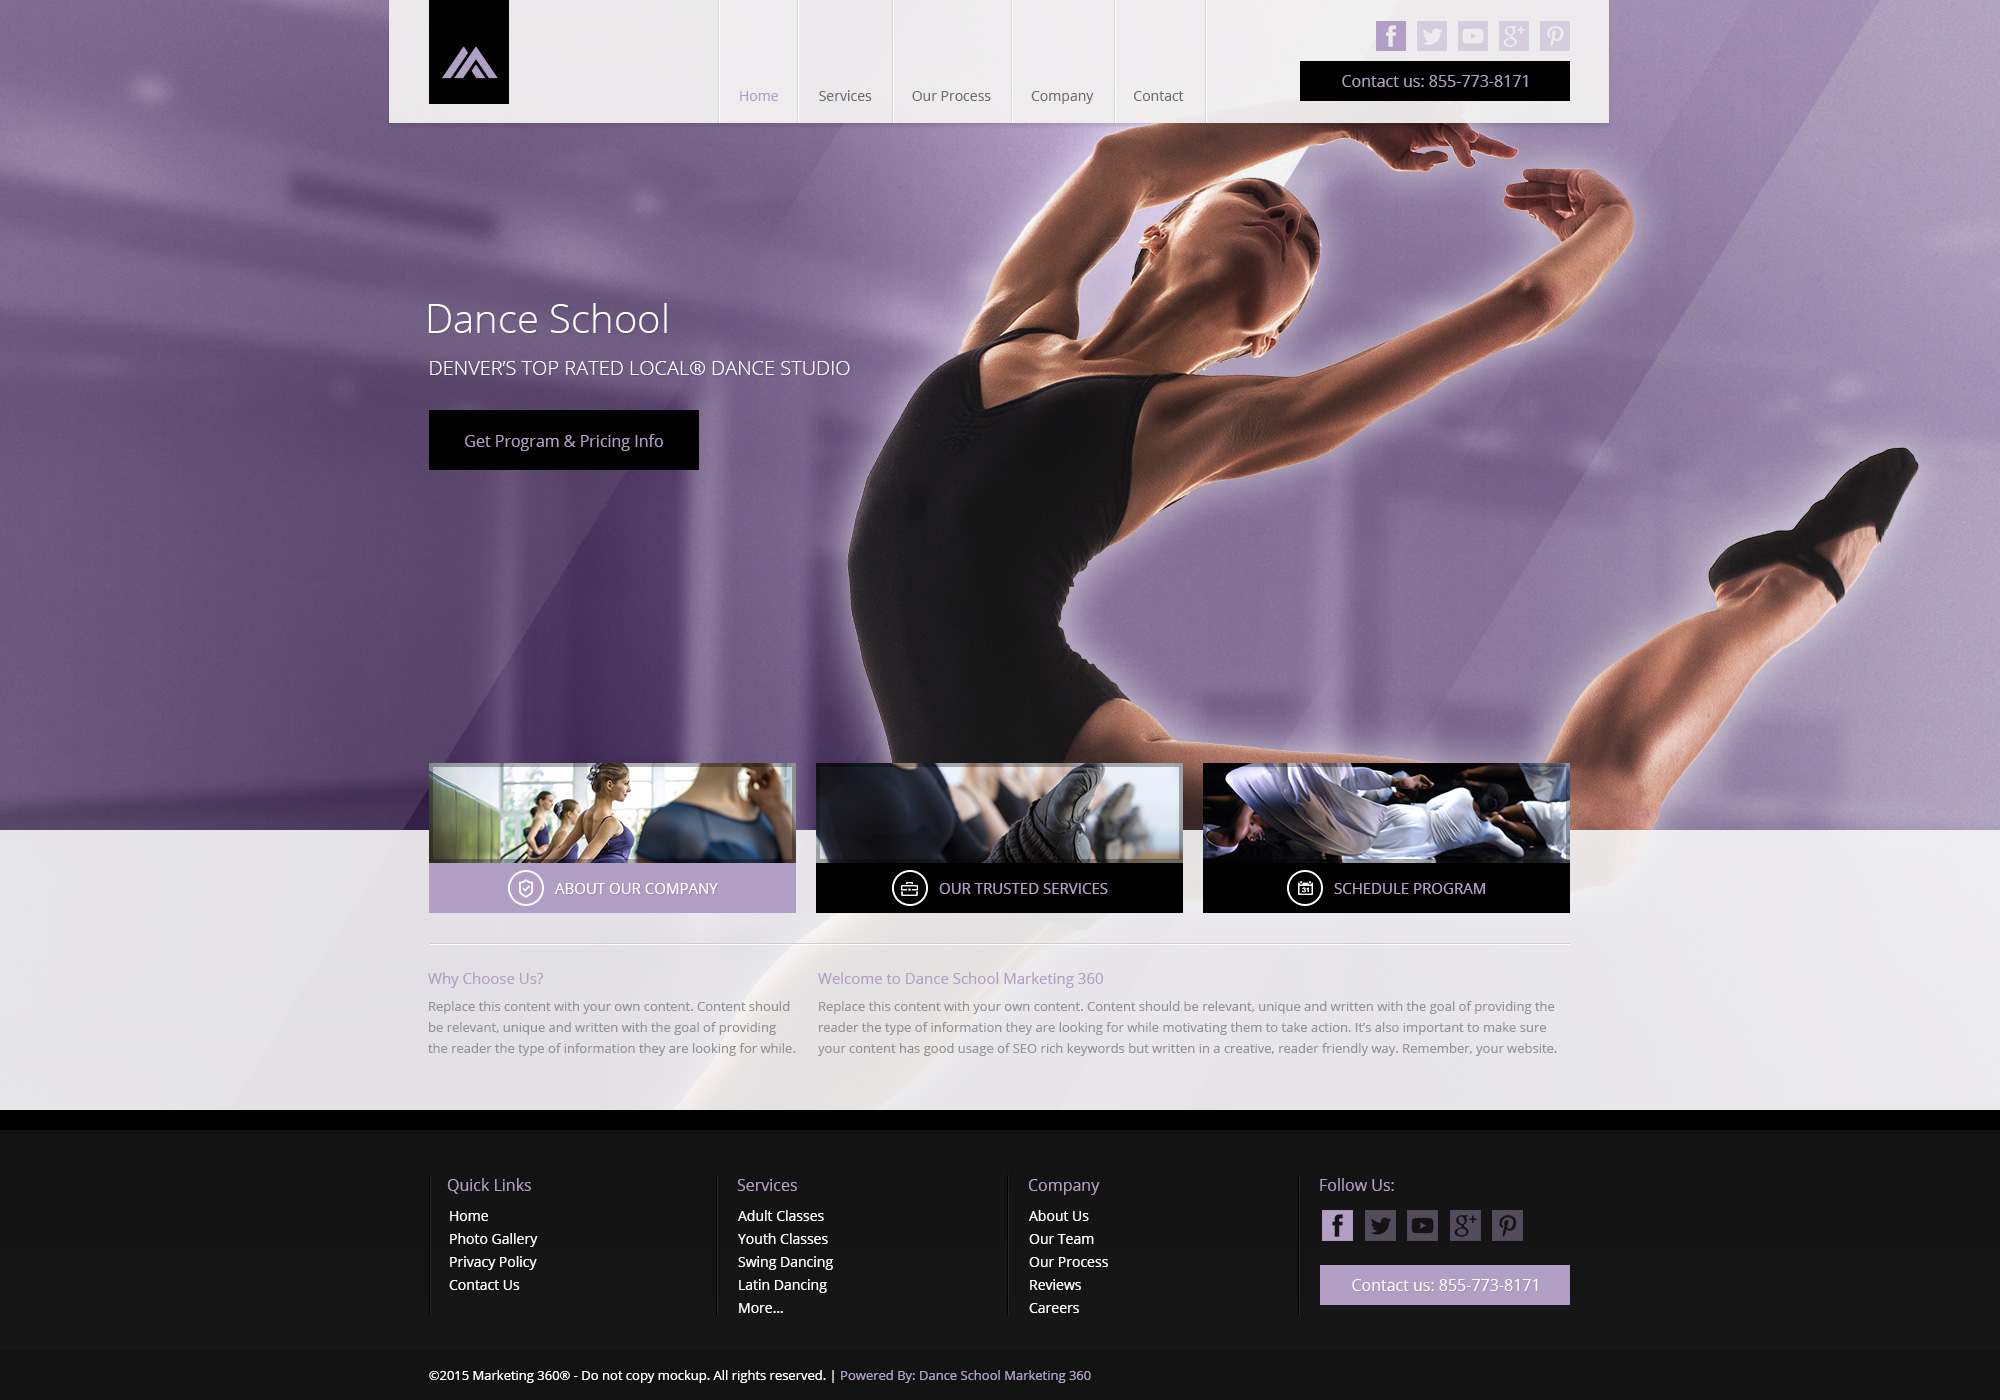 Home
Services
Our Process
Company
Contact
Contact us: 855-773-8171
Dance School
DENVER'S TOP RATED LOCAL® DANCE STUDIO
Get Program & Pricing Info
ABOUT OUR COMPANY
31
OUR TRUSTED SERVICES
SCHEDULE PROGRAM
Why Choose Us?
Replace this content with your own content. Content should
be relevant, unique and written with the goal of providing
the reader the type of information they are looking for while.
Welcome to Dance School Marketing 360
Replace this content with your own content. Content should be relevant, unique and written with the goal of providing the
reader the type of information they are looking for while motivating them to take action. It's also important to make sure
your content has good usage of SEO rich keywords but written in a creative, reader friendly way. Remember, your website.
Quick Links
Home
Photo Gallery
Privacy Policy
Contact Us
Services
Adult Classes
Youth Classes
Swing Dancing
Latin Dancing
More...
Company
About Us
Our Team
Our Process
Reviews
Careers
Follow Us:
Contact us: 855-773-8171
©2015 Marketing 360® - Do not copy mockup. All rights reserved. | Powered By: Dance School Marketing 360